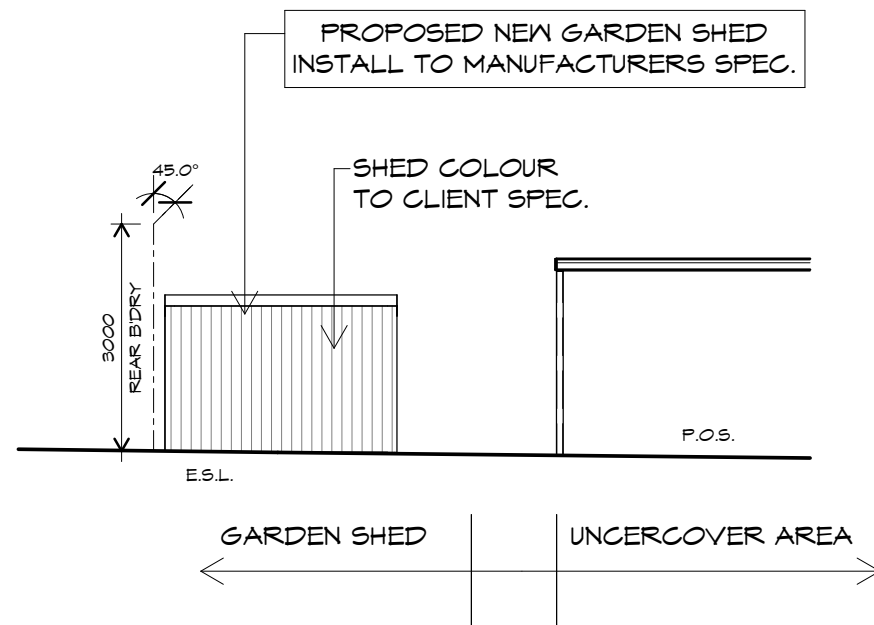 PROPOSED NEW GARDEN SHED
INSTALL TO MANUFACTURERS SPEC.
45.0°
SHED COLOUR
TO CLIENT SPEC.
3000
REAR B'DRY
P.O.S.
E.S.L.
GARDEN SHED
UNCERCOVER AREA